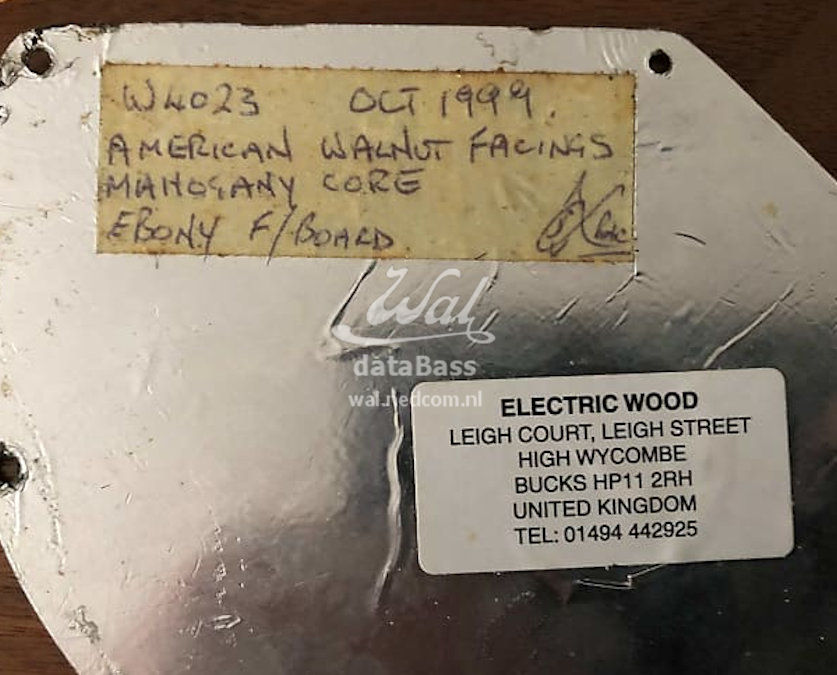 W4023 OCT 1999.
AMERICAN WALNUT FACINGS
MAHOGANY CORE
EBONY F/BOARD
Wal
dataBass
wal.nedcom.nl
ELECTRIC WOOD
LEIGH COURT, LEIGH STREET
HIGH WYCOMBE
BUCKS HP11 2RH
UNITED KINGDOM
TEL: 01494 442925